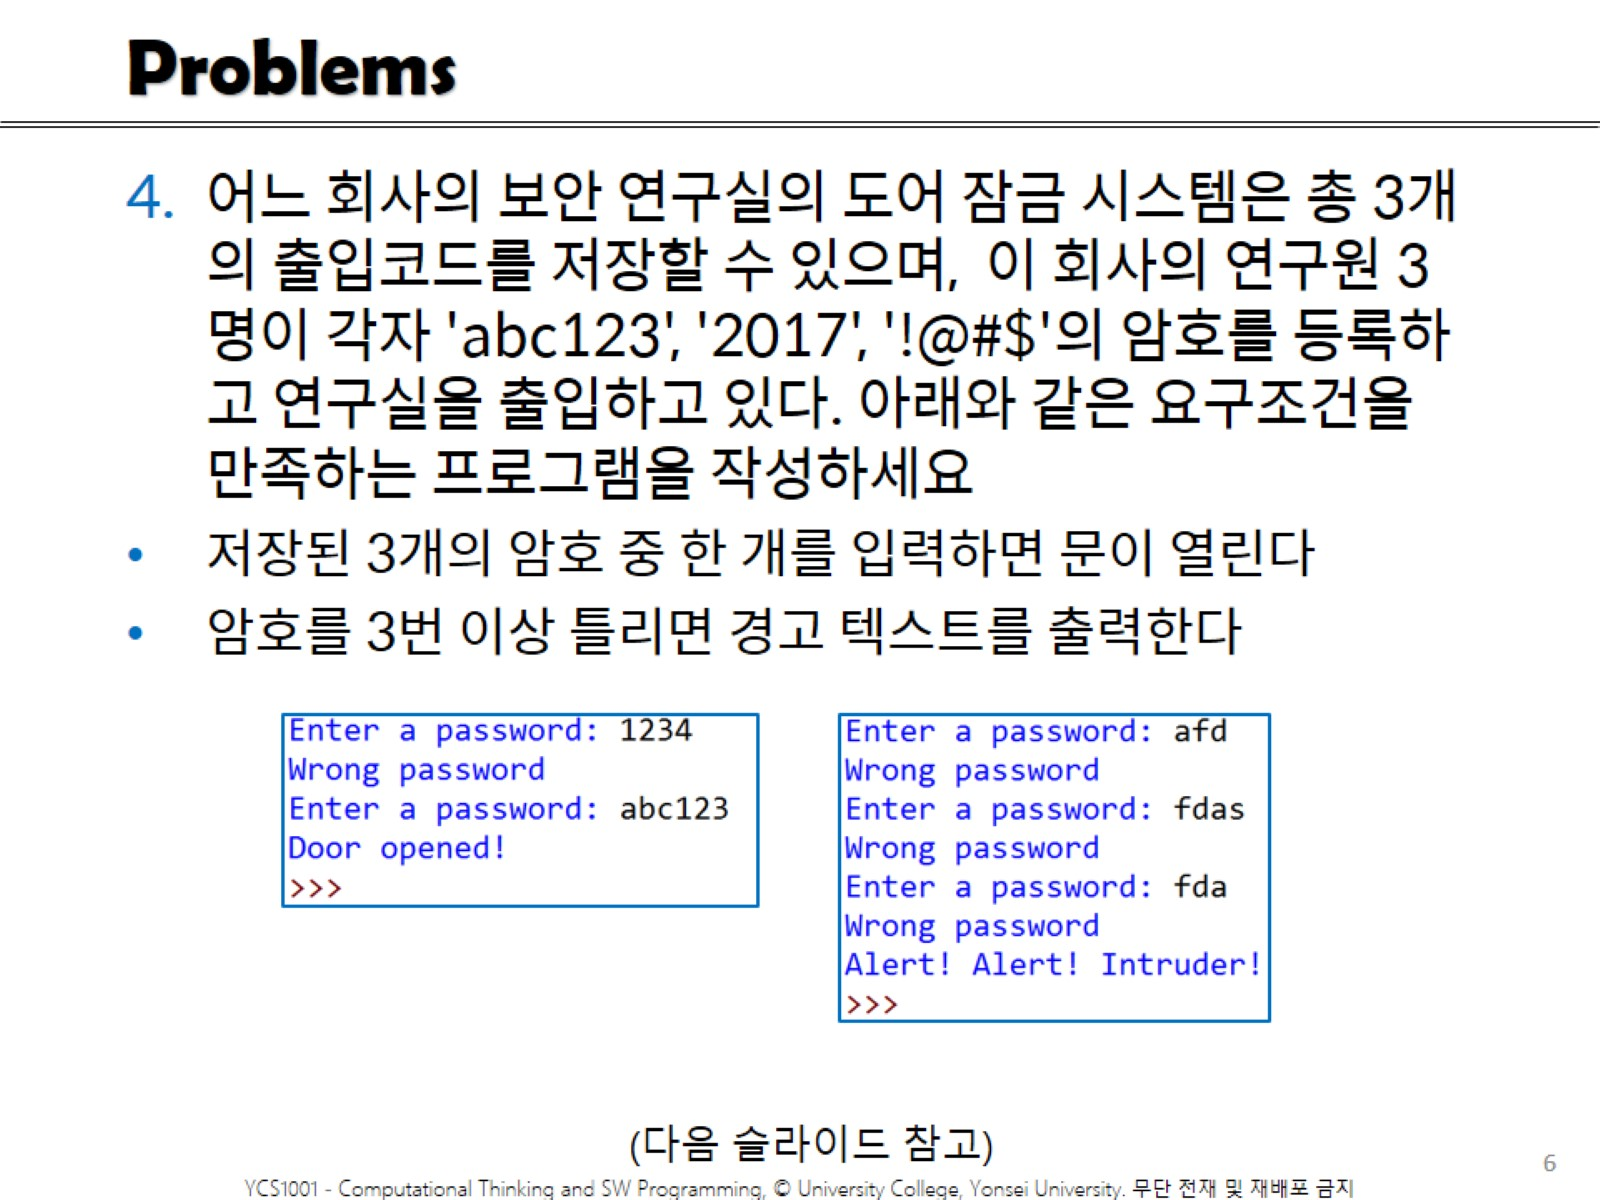 Problems
4. 어느 회사의 보안 연구실의 도어 잠금 시스템은 총 3개
의 출입코드를 저장할 수 있으며, 이 회사의 연구원 3
명이 각자 'abc123', '2017', '!@#$'의 암호를 등록하
고 연구실을 출입하고 있다. 아래와 같은 요구조건을
만족하는 프로그램을 작성하세요
• 저장된 3개의 암호 중 한 개를 입력하면 문이 열린다
• 암호를 3번 이상 틀리면 경고 텍스트를 출력한다
Enter a password: 1234
Wrong password
Enter a password: abc123
Door opened!
>>>
Enter a password: afd
Wrong password
Enter a password: fdas
Wrong password
Enter a password: fda
Wrong password
Alert! Alert! Intruder!
>>>
(다음 슬라이드 참고)
6
YCS1001 - Computational Thinking and SW Programming, © University College, Yonsei University. 무단 전재 및 재배포 금지